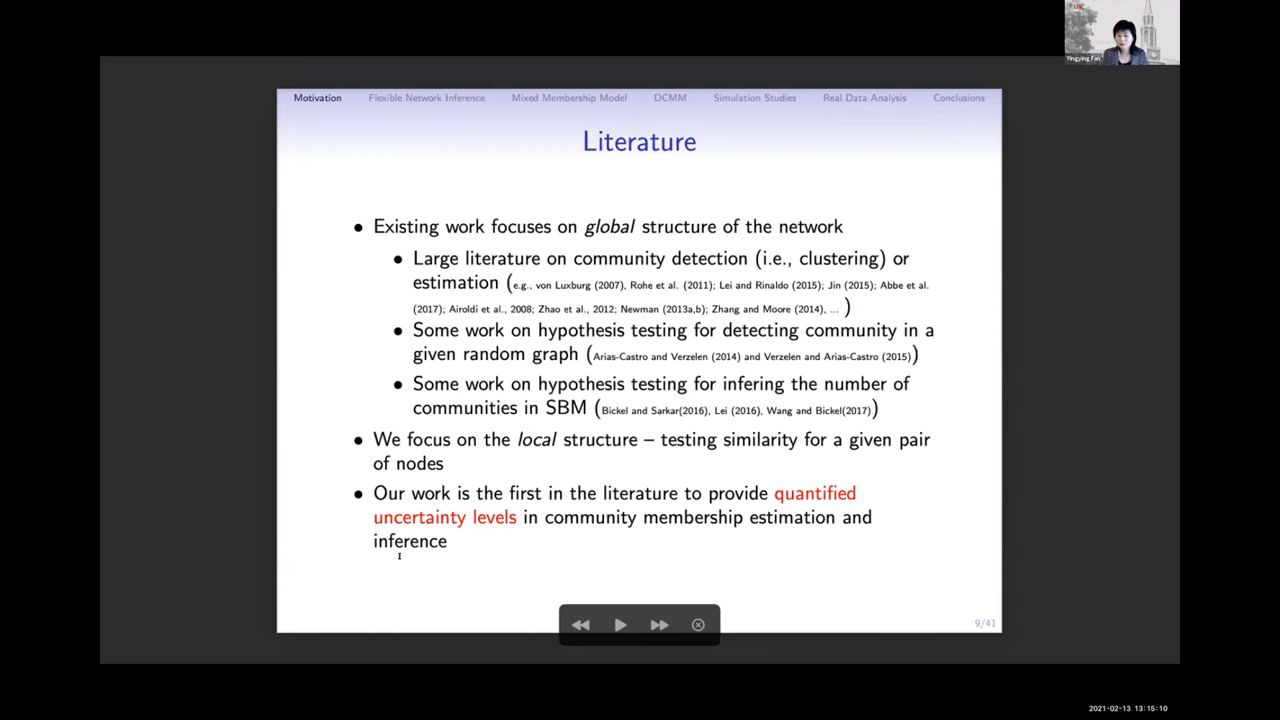 USC
Yingying Fan
Motivation Flexible Network Inference Mixed Membership Model DCMM Simulation Studies Real Data Analysis Conclusions
Literature
• Existing work focuses on global structure of the network
• Large literature on community detection (i.e., clustering) or
estimation (e.g., von Luxburg (2007), Rohe et al. (2011); Lei and Rinaldo (2015); Jin (2015); Abbe et al.
(2017); Airoldi et al., 2008; Zhao et al., 2012; Newman (2013a,b); Zhang and Moore (2014), ... )
• Some work on hypothesis testing for detecting community in a
given random graph (Arias-Castro and Verzelen (2014) and Verzelen and Arias-Castro (2015))
• Some work on hypothesis testing for infering the number of
communities in SBM (Bickel and Sarkar(2016), Lei (2016), Wang and Bickel(2017))
• We focus on the local structure – testing similarity for a given pair
of nodes
• Our work is the first in the literature to provide quantified
uncertainty levels in community membership estimation and
inference
9/41
2021-02-13 13:15:10